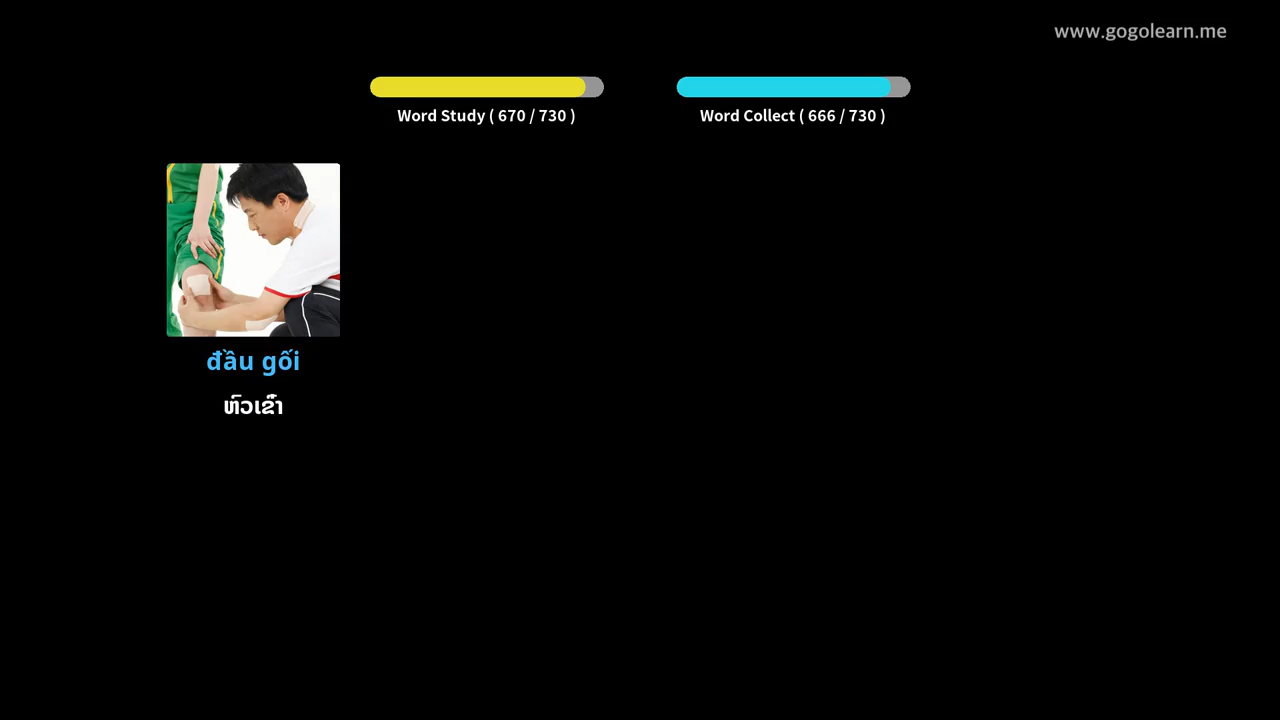 www.gogolearn.me
Word Study ( 670 / 730 )
Word Collect ( 666 / 730 )
đầu gối
ຫົວເຂົ່າ